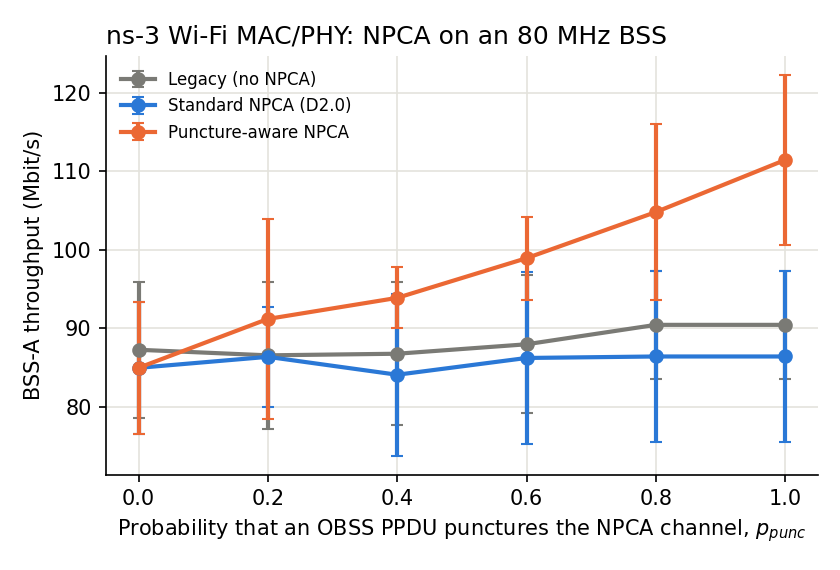 ns-3 Wi-Fi MAC/PHY: NPCA on an 80 MHz BSS
Legacy (no NPCA)
Standard NPCA (D2.0)
Puncture-aware NPCA
BSS-A throughput (Mbit/s)
120
110
100
90
80
0.0 0.2 0.4 0.6 0.8 1.0
Probability that an OBSS PPDU punctures the NPCA channel, p_punc